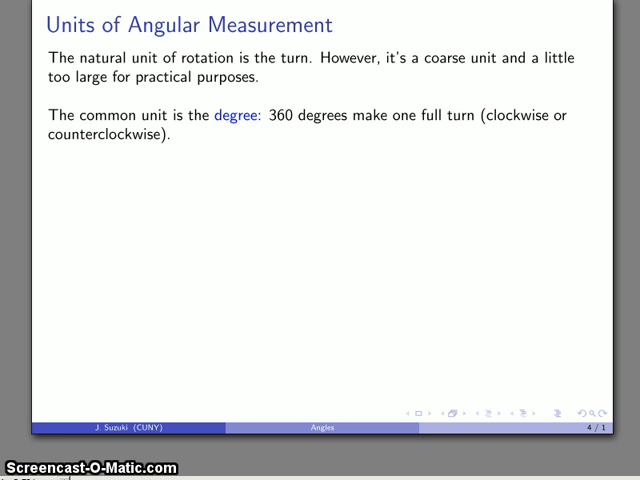 Units of Angular Measurement
The natural unit of rotation is the turn. However, it's a coarse unit and a little
too large for practical purposes.
The common unit is the degree: 360 degrees make one full turn (clockwise or
counterclockwise).
J. Suzuki (CUNY)
Angles
4 / 1
Screencast-O-Matic.com